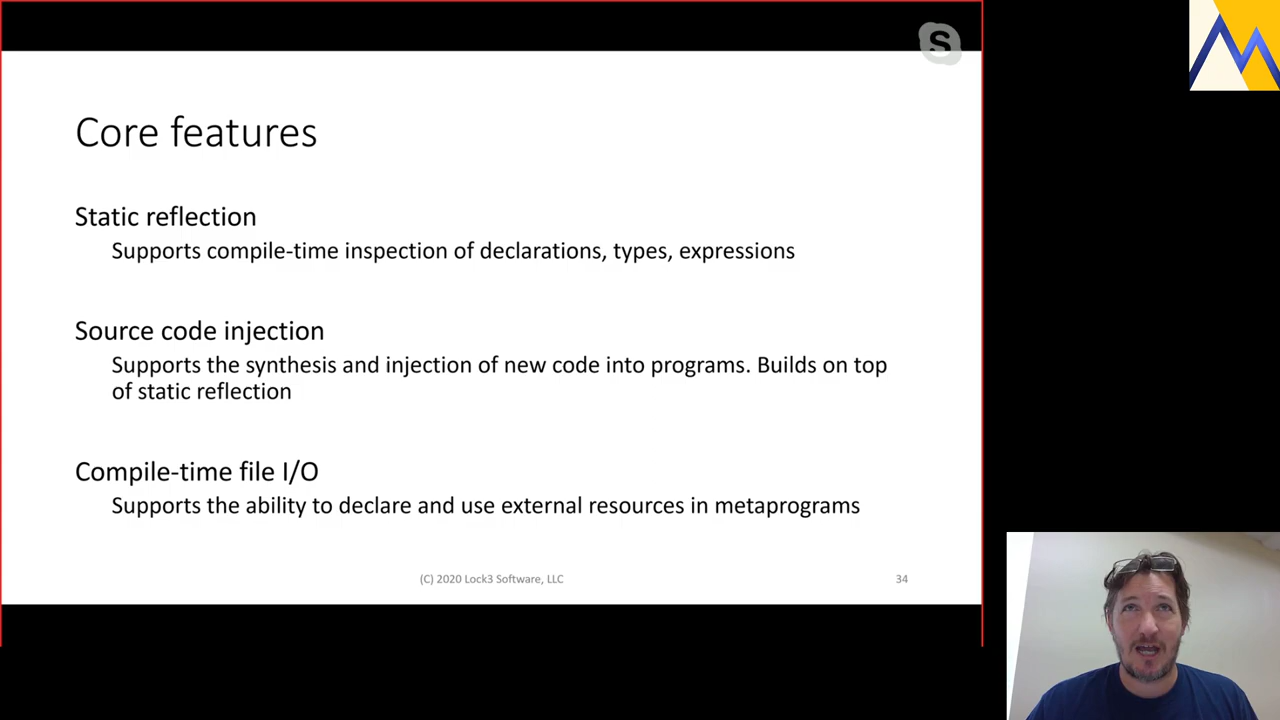 S
Core features
Static reflection
Supports compile-time inspection of declarations, types, expressions
Source code injection
Supports the synthesis and injection of new code into programs. Builds on top
of static reflection
Compile-time file I/O
Supports the ability to declare and use external resources in metaprograms
(C) 2020 Lock3 Software, LLC
34